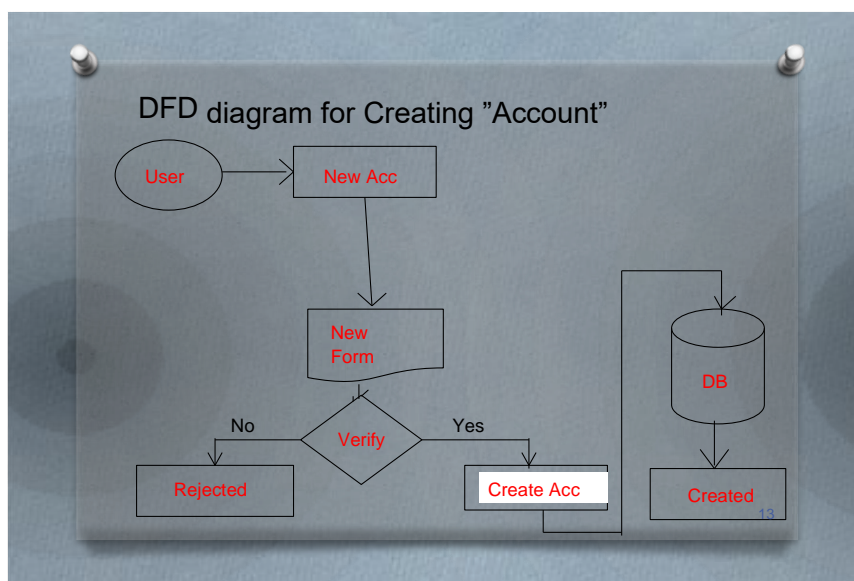 DFD diagram for Creating ”Account”
User
New Acc
New
Form
DB
No
Verify
Yes
Rejected
Create Acc
Created
13